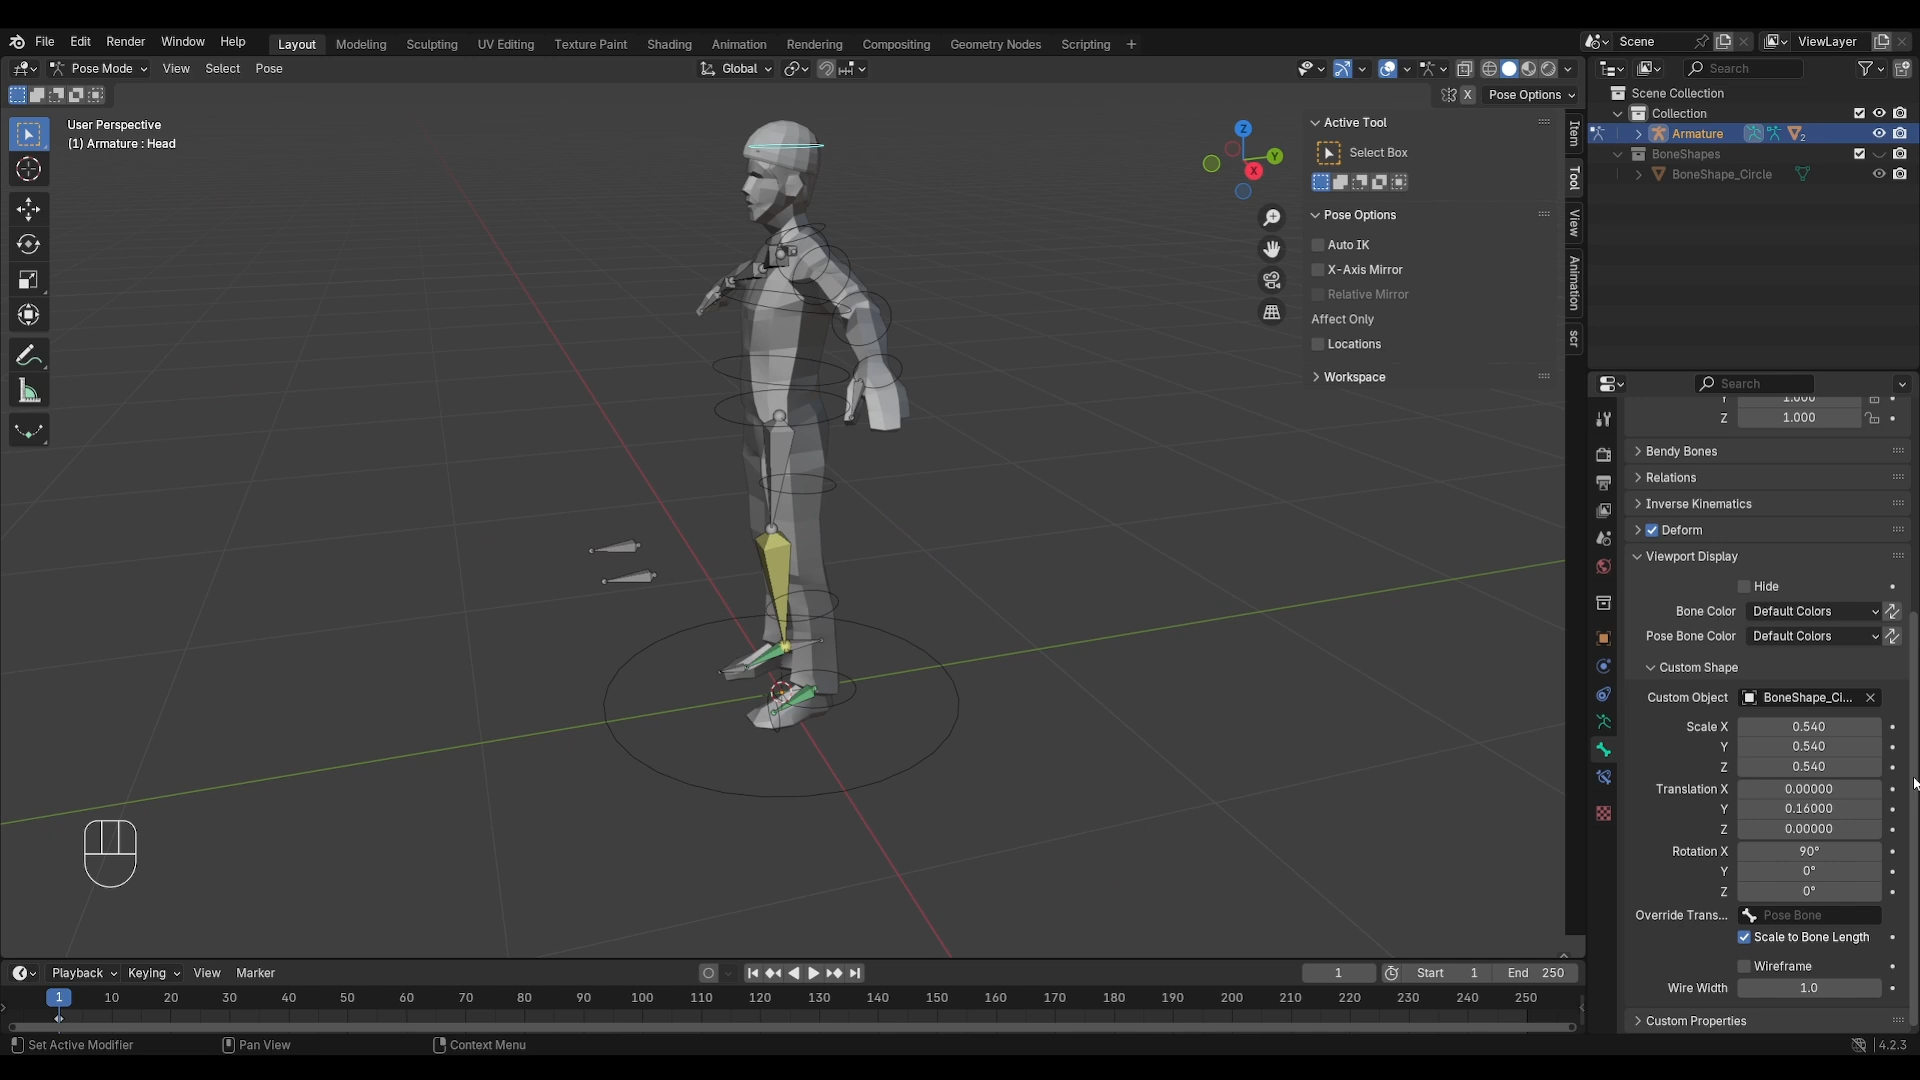 File Edit Render Window Help Layout Modeling Sculpting UV Editing Texture Paint Shading Animation Rendering Compositing Geometry Nodes Scripting + Scene ViewLayer
Pose Mode View Select Pose Global Search
X Pose Options
User Perspective
(1) Armature : Head
Z
Y
X
Active Tool
Select Box
Pose Options
Auto IK
X-Axis Mirror
Relative Mirror
Affect Only
Locations
Workspace
Item
Tool
View
Animation
scr
Scene Collection
Collection
Armature 2
BoneShapes
BoneShape_Circle
Search
Y 1.000
Z 1.000
Bendy Bones
Relations
Inverse Kinematics
Deform
Viewport Display
Hide
Bone Color Default Colors
Pose Bone Color Default Colors
Custom Shape
Custom Object BoneShape_Ci...
Scale X 0.540
Y 0.540
Z 0.540
Translation X 0.00000
Y 0.16000
Z 0.00000
Rotation X 90°
Y 0°
Z 0°
Override Trans... Pose Bone
Scale to Bone Length
Wireframe
Wire Width 1.0
Custom Properties
Playback Keying View Marker 1 Start 1 End 250
1 10 20 30 40 50 60 70 80 90 100 110 120 130 140 150 160 170 180 190 200 210 220 230 240 250
Set Active Modifier Pan View Context Menu 4.2.3